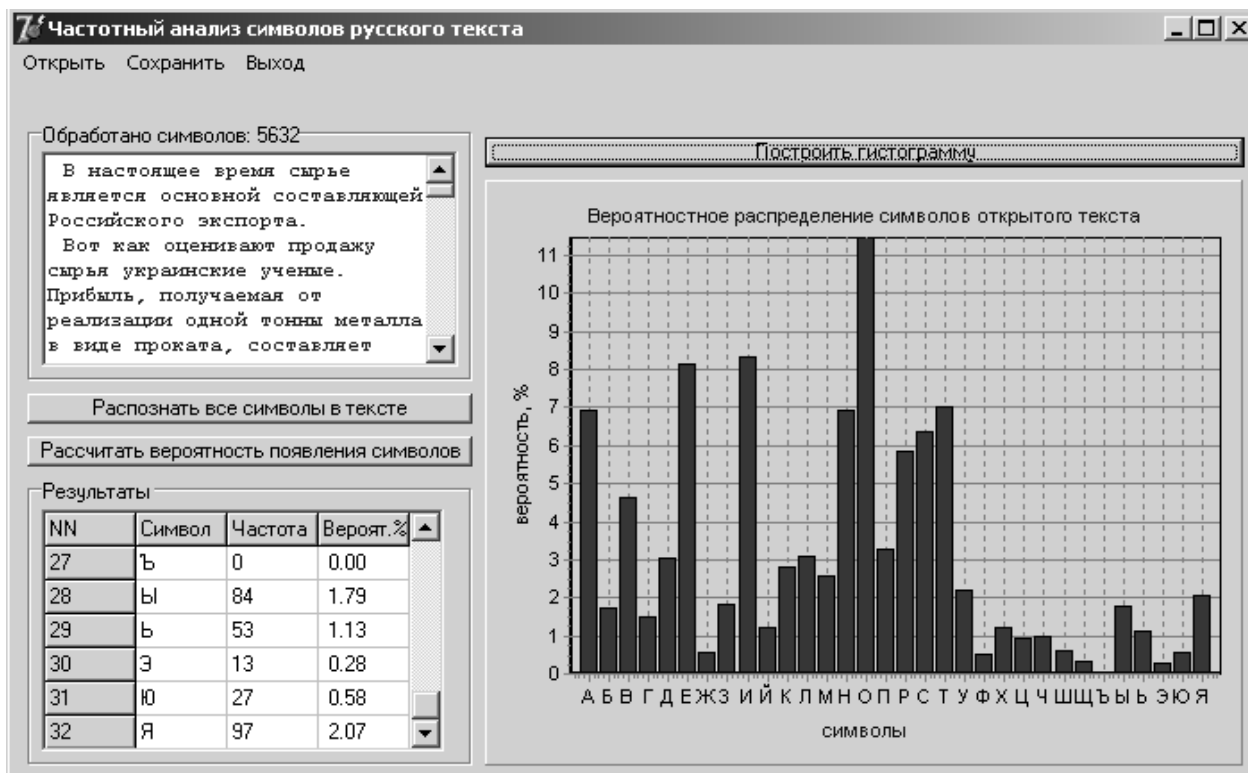 Частотный анализ символов русского текста
Открыть Сохранить Выход
Обработано символов: 5632
В настоящее время сырье
является основной составляющей
Российского экспорта.
Вот как оценивают продажу
сырья украинские ученые.
Прибыль, получаемая от
реализации одной тонны металла
в виде проката, составляет
Распознать все символы в тексте
Рассчитать вероятность появления символов
Результаты
NN Символ Частота Вероят.%
27 Ъ 0 0.00
28 Ы 84 1.79
29 Ь 53 1.13
30 Э 13 0.28
31 Ю 27 0.58
32 Я 97 2.07
Построить гистограмму
Вероятностное распределение символов открытого текста
вероятность, %
11
10
9
8
7
6
5
4
3
2
1
0
А Б В Г Д Е Ж З И Й К Л М Н О П Р С Т У Ф Х Ц Ч Ш Щ Ъ Ы Ь Э Ю Я
символы